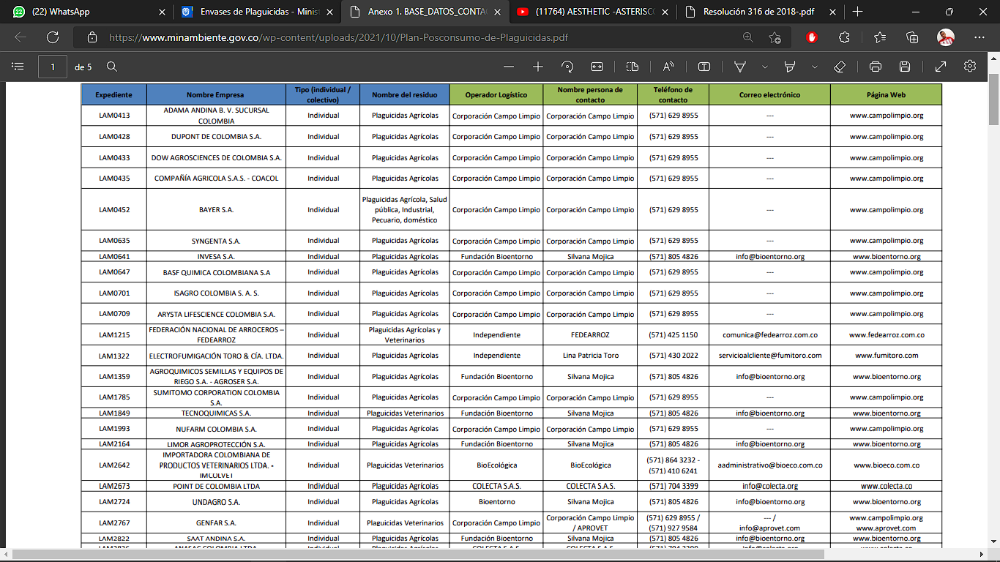 (22) WhatsApp
Envases de Plaguicidas - Minist
Anexo 1. BASE_DATOS_CONTA
(11764) AESTHETIC -ASTERISCO
Resolución 316 de 2018-.pdf
https://www.minambiente.gov.co/wp-content/uploads/2021/10/Plan-Posconsumo-de-Plaguicidas.pdf
1 de 5
Expediente Nombre Empresa Tipo (individual / colectivo) Nombre del residuo Operador Logístico Nombre persona de contacto Teléfono de contacto Correo electrónico Página Web
LAM0413 ADAMA ANDINA B. V. SUCURSAL COLOMBIA Individual Plaguicidas Agrícolas Corporación Campo Limpio Corporación Campo Limpio (571) 629 8955 --- www.campolimpio.org
LAM0428 DUPONT DE COLOMBIA S.A. Individual Plaguicidas Agrícolas Corporación Campo Limpio Corporación Campo Limpio (571) 629 8955 --- www.campolimpio.org
LAM0433 DOW AGROSCIENCES DE COLOMBIA S.A. Individual Plaguicidas Agrícolas Corporación Campo Limpio Corporación Campo Limpio (571) 629 8955 --- www.campolimpio.org
LAM0435 COMPAÑÍA AGRICOLA S.A.S. - COACOL Individual Plaguicidas Agrícolas Corporación Campo Limpio Corporación Campo Limpio (571) 629 8955 --- www.campolimpio.org
LAM0452 BAYER S.A. Individual Plaguicidas Agrícola, Salud pública, Industrial, Pecuario, doméstico Corporación Campo Limpio Corporación Campo Limpio (571) 629 8955 --- www.campolimpio.org
LAM0635 SYNGENTA S.A. Individual Plaguicidas Agrícolas Corporación Campo Limpio Corporación Campo Limpio (571) 629 8955 --- www.campolimpio.org
LAM0641 INVESA S.A. Individual Plaguicidas Agrícolas Fundación Bioentorno Silvana Mojica (571) 805 4826 info@bioentorno.org www.bioentorno.org
LAM0647 BASF QUIMICA COLOMBIANA S.A Individual Plaguicidas Agrícolas Corporación Campo Limpio Corporación Campo Limpio (571) 629 8955 --- www.campolimpio.org
LAM0701 ISAGRO COLOMBIA S. A. S. Individual Plaguicidas Agrícolas Corporación Campo Limpio Corporación Campo Limpio (571) 629 8955 --- www.campolimpio.org
LAM0709 ARYSTA LIFESCIENCE COLOMBIA S.A. Individual Plaguicidas Agrícolas Corporación Campo Limpio Corporación Campo Limpio (571) 629 8955 --- www.campolimpio.org
LAM1215 FEDERACIÓN NACIONAL DE ARROCEROS – FEDEARROZ Individual Plaguicidas Agrícolas y Veterinarios Independiente FEDEARROZ (571) 425 1150 comunica@fedearroz.com.co www.fedearroz.com.co
LAM1322 ELECTROFUMIGACIÓN TORO & CÍA. LTDA. Individual Plaguicidas Agrícolas Independiente Lina Patricia Toro (571) 430 2022 servicioalcliente@fumitoro.com www.fumitoro.com
LAM1359 AGROQUIMICOS SEMILLAS Y EQUIPOS DE RIEGO S.A. - AGROSER S.A. Individual Plaguicidas Agrícolas Fundación Bioentorno Silvana Mojica (571) 805 4826 info@bioentorno.org www.bioentorno.org
LAM1785 SUMITOMO CORPORATION COLOMBIA S.A. Individual Plaguicidas Agrícolas Corporación Campo Limpio Corporación Campo Limpio (571) 629 8955 --- www.campolimpio.org
LAM1849 TECNOQUIMICAS S.A. Individual Plaguicidas Veterinarios Fundación Bioentorno Silvana Mojica (571) 805 4826 info@bioentorno.org www.bioentorno.org
LAM1993 NUFARM COLOMBIA S.A. Individual Plaguicidas Agrícolas Corporación Campo Limpio Corporación Campo Limpio (571) 629 8955 --- www.campolimpio.org
LAM2164 LIMOR AGROPROTECCIÓN S.A. Individual Plaguicidas Agrícolas Fundación Bioentorno Silvana Mojica (571) 805 4826 info@bioentorno.org www.bioentorno.org
LAM2642 IMPORTADORA COLOMBIANA DE PRODUCTOS VETERINARIOS LTDA. - IMCOLVET Individual Plaguicidas Veterinarios BioEcológica BioEcológica (571) 864 3232 - (571) 410 6241 aadministrativo@bioeco.com.co www.bioeco.com.co
LAM2673 POINT DE COLOMBIA LTDA Individual Plaguicidas Agrícolas COLECTA S.A.S. COLECTA S.A.S. (571) 704 3399 info@colecta.org www.colecta.co
LAM2724 UNDAGRO S.A. Individual Plaguicidas Agrícolas Bioentorno Silvana Mojica (571) 805 4826 info@bioentorno.org www.bioentorno.org
LAM2767 GENFAR S.A. Individual Plaguicidas Veterinarios Corporación Campo Limpio Corporación Campo Limpio / APROVET (571) 629 8955 / (571) 927 9584 --- / info@aprovet.com www.campolimpio.org www.aprovet.com
LAM2822 SAAT ANDINA S.A. Individual Plaguicidas Agrícolas Fundación Bioentorno Silvana Mojica (571) 805 4826 info@bioentorno.org www.bioentorno.org